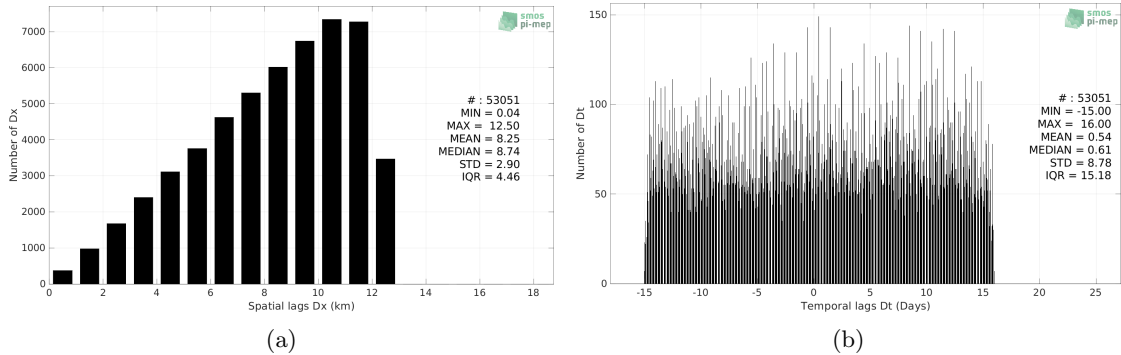 7000
6000
5000
4000
3000
2000
1000
0
Number of Dx
smos
pi-mep
# : 53051
MIN = 0.04
MAX = 12.50
MEAN = 8.25
MEDIAN = 8.74
STD = 2.90
IQR = 4.46
0 2 4 6 8 10 12 14 16 18
Spatial lags Dx (km)
(a)
150
100
50
0
Number of Dt
smos
pi-mep
# : 53051
MIN = -15.00
MAX = 16.00
MEAN = 0.54
MEDIAN = 0.61
STD = 8.78
IQR = 15.18
-15 -10 -5 0 5 10 15 20 25
Temporal lags Dt (Days)
(b)